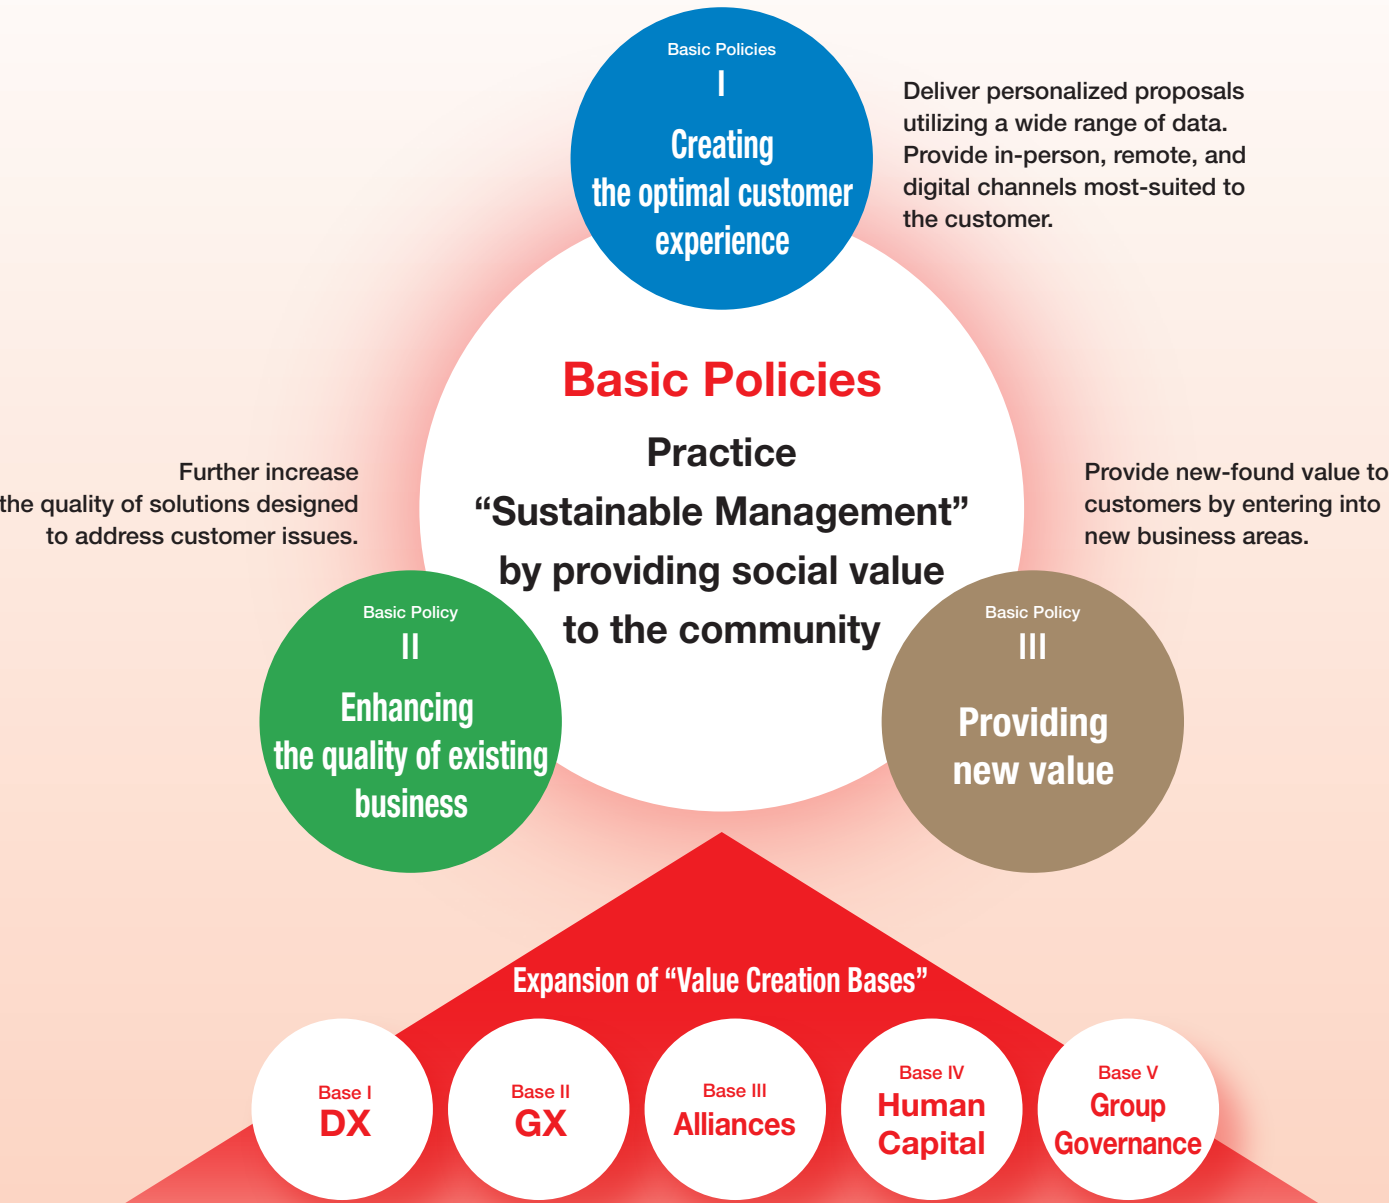 Basic Policies
I
Creating
the optimal customer
experience
Deliver personalized proposals
utilizing a wide range of data.
Provide in-person, remote, and
digital channels most-suited to
the customer.
Basic Policies
Practice
“Sustainable Management”
by providing social value
to the community
Further increase
the quality of solutions designed
to address customer issues.
Basic Policy
II
Enhancing
the quality of existing
business
Provide new-found value to
customers by entering into
new business areas.
Basic Policy
III
Providing
new value
Expansion of “Value Creation Bases”
Base I
DX
Base II
GX
Base III
Alliances
Base IV
Human
Capital
Base V
Group
Governance